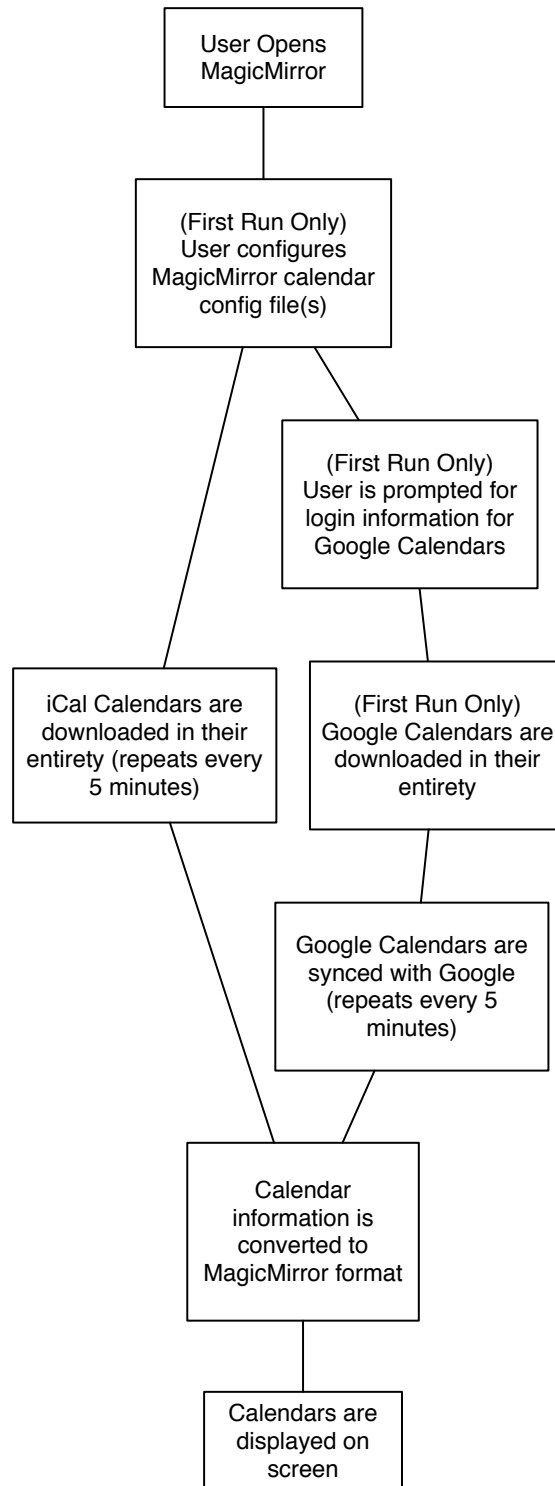 User Opens
MagicMirror
(First Run Only)
User configures
MagicMirror calendar
config file(s)
(First Run Only)
User is prompted for
login information for
Google Calendars
iCal Calendars are
downloaded in their
entirety (repeats every
5 minutes)
(First Run Only)
Google Calendars are
downloaded in their
entirety
Google Calendars are
synced with Google
(repeats every 5
minutes)
Calendar
information is
converted to
MagicMirror format
Calendars are
displayed on
screen